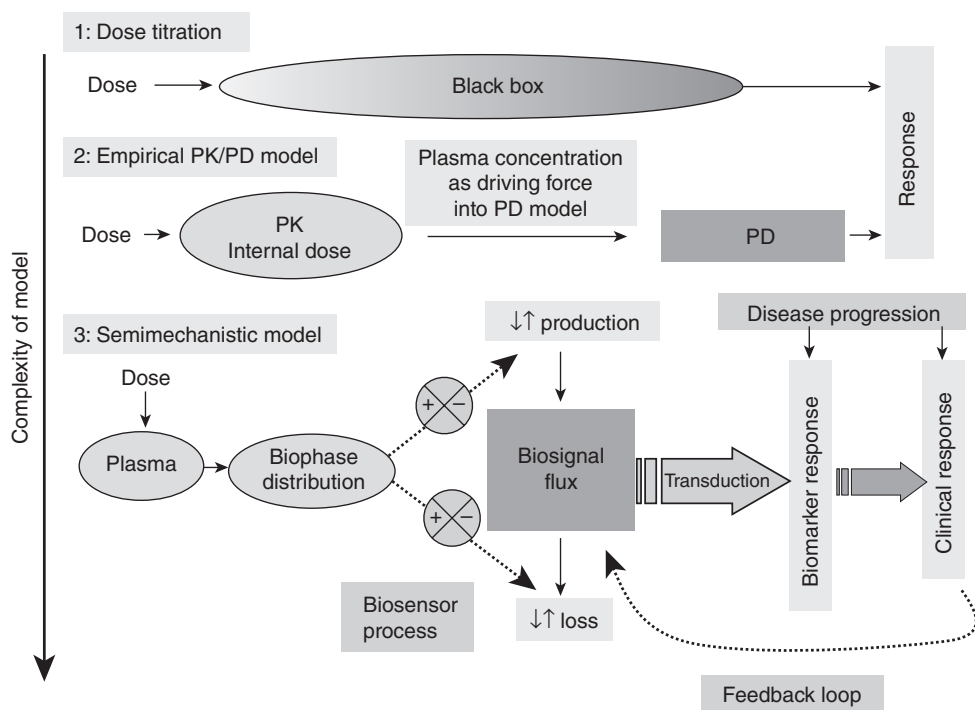 1: Dose titration
Dose
Black box
Response
2: Empirical PK/PD model
Plasma concentration
as driving force
into PD model
Dose
PK
Internal dose
PD
Complexity of model
3: Semimechanistic model
↓↑ production
Disease progression
Dose
Plasma
Biophase
distribution
+ −
+ −
Biosignal
flux
Transduction
Biomarker response
Clinical response
Biosensor
process
↓↑ loss
Feedback loop